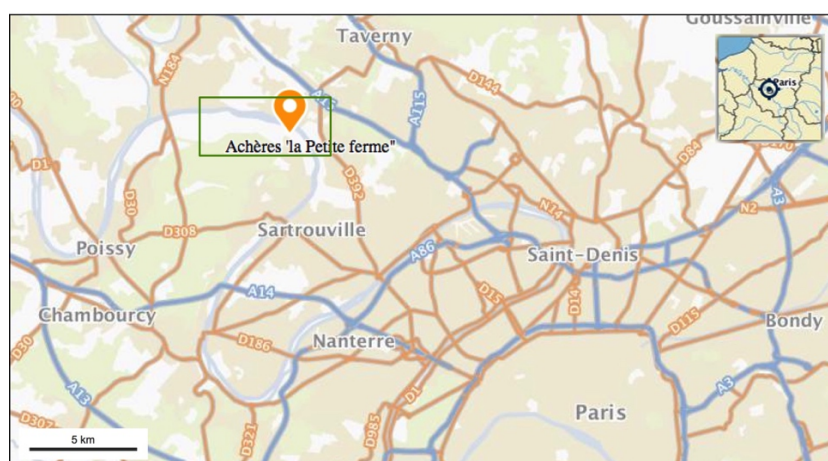 Goussainville
Taverny
N184
D144
Paris
A115
A15
D1
Achères 'la Petite ferme"
D392
D84
D30
D308
Sartrouville
N14
N2
A3
Poissy
A86
Saint-Denis
A14
D15
D14
Chambourcy
D186
Nanterre
D115
Bondy
D30
A13
D1
A3
Paris
D307
D321
D985
5 km